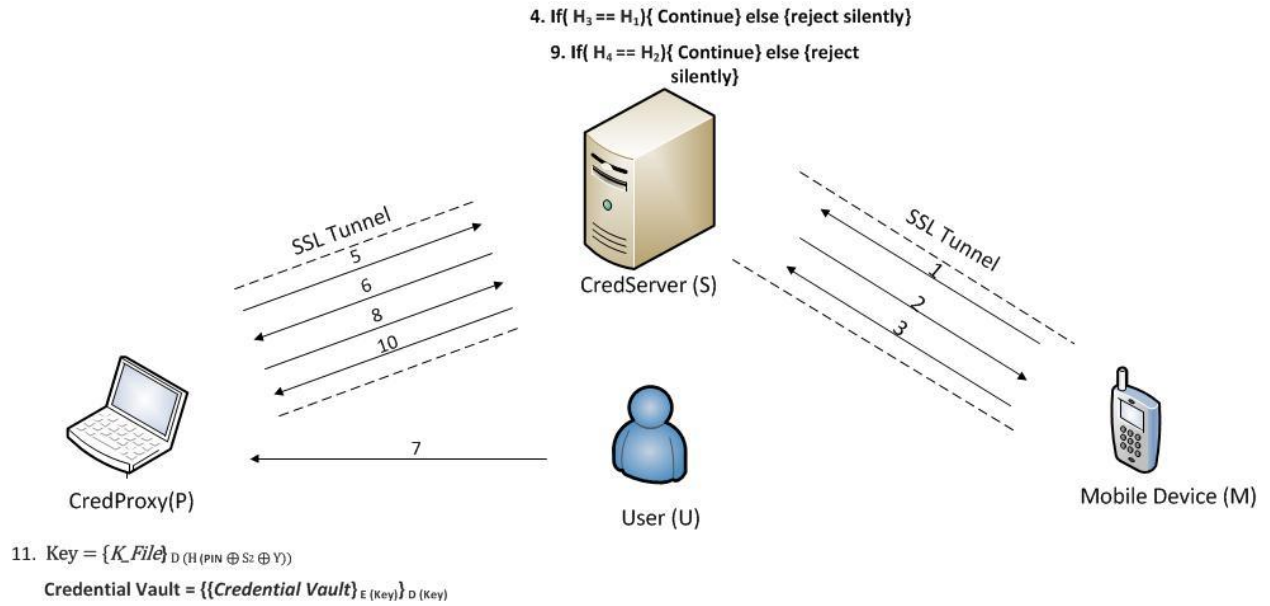 4. If( H₃ == H₁){ Continue} else {reject silently}
9. If( H₄ == H₂){ Continue} else {reject
silently}
SSL Tunnel
5
6
8
10
CredServer (S)
SSL Tunnel
1
2
3
7
CredProxy(P)
User (U)
Mobile Device (M)
11. Key = {K_File} D (H (PIN ⊕ S₂ ⊕ Y))
Credential Vault = {{Credential Vault} E (Key)} D (Key)